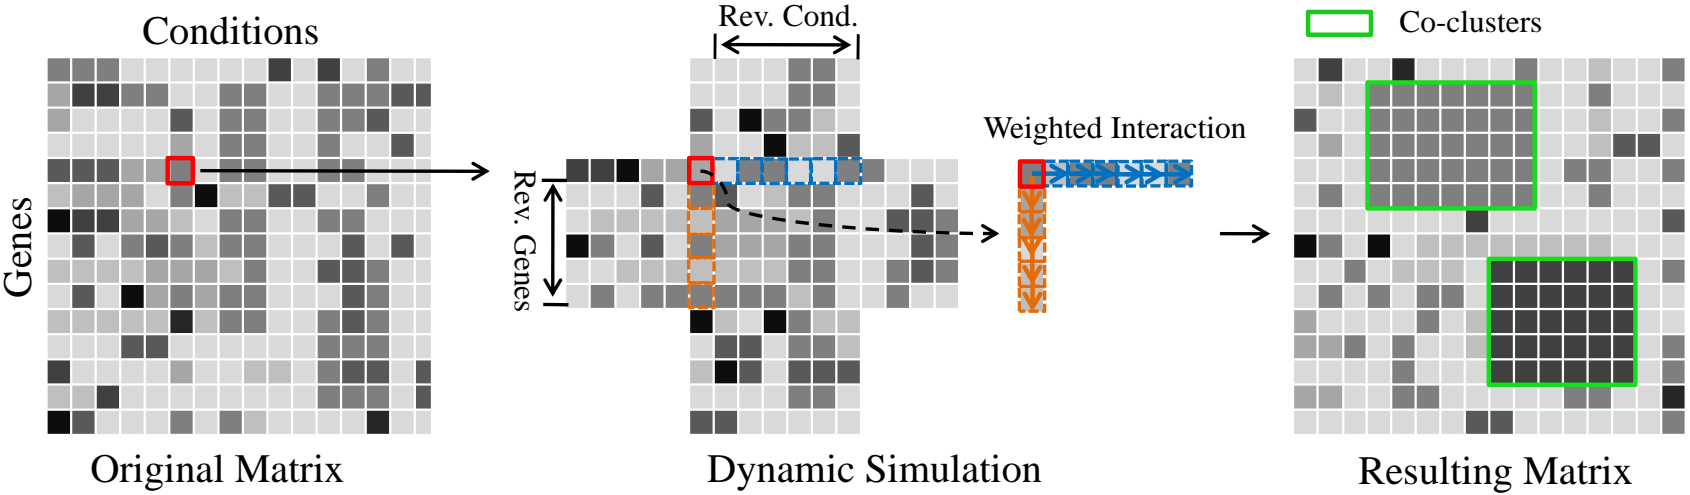 Rev. Cond.
Co-clusters
Conditions
Weighted Interaction
Rev. Genes
Genes
Original Matrix
Dynamic Simulation
Resulting Matrix